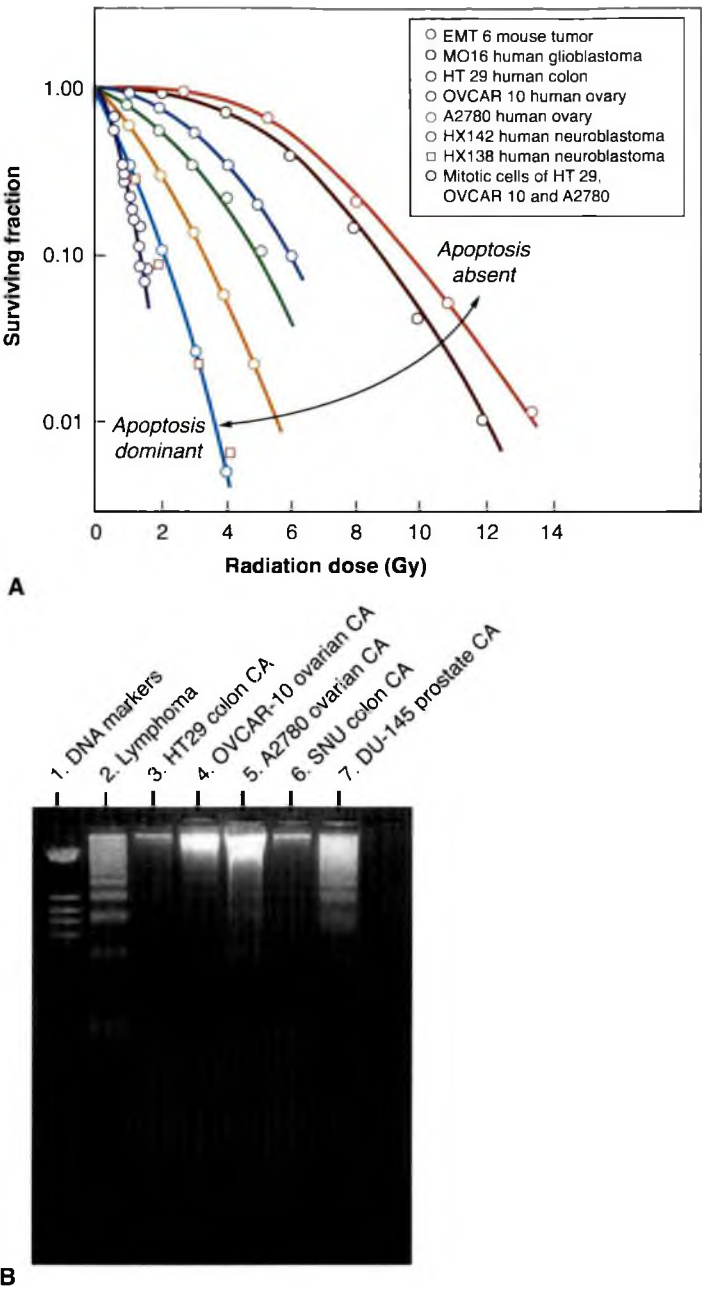 EMT 6 mouse tumor
MO16 human glioblastoma
HT 29 human colon
OVCAR 10 human ovary
A2780 human ovary
HX142 human neuroblastoma
HX138 human neuroblastoma
Mitotic cells of HT 29,
OVCAR 10 and A2780
1.00
0.10
0.01
Surviving fraction
Apoptosis
absent
Apoptosis
dominant
0 2 4 6 8 10 12 14
Radiation dose (Gy)
A
1. DNA markers
2. Lymphoma
3. HT29 colon CA
4. OVCAR-10 ovarian CA
5. A2780 ovarian CA
6. SNU colon CA
7. DU-145 prostate CA
B